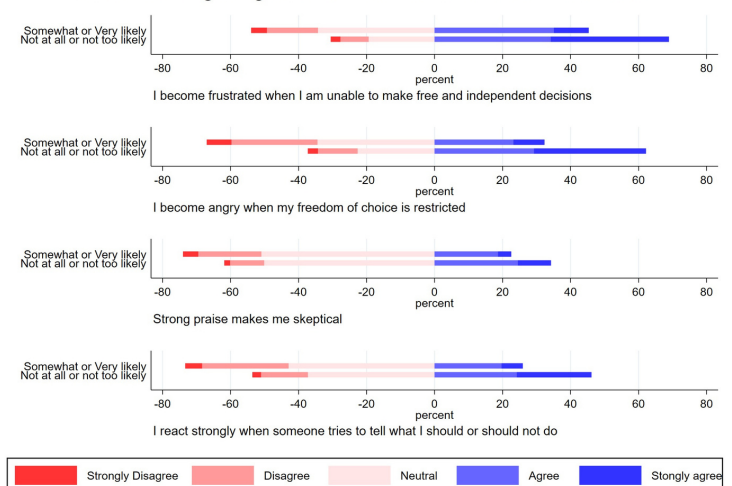 Somewhat or Very likely
Not at all or not too likely
-80 -60 -40 -20 0 20 40 60 80
percent
I become frustrated when I am unable to make free and independent decisions
Somewhat or Very likely
Not at all or not too likely
-80 -60 -40 -20 0 20 40 60 80
percent
I become angry when my freedom of choice is restricted
Somewhat or Very likely
Not at all or not too likely
-80 -60 -40 -20 0 20 40 60 80
percent
Strong praise makes me skeptical
Somewhat or Very likely
Not at all or not too likely
-80 -60 -40 -20 0 20 40 60 80
percent
I react strongly when someone tries to tell what I should or should not do
Strongly Disagree Disagree Neutral Agree Stongly agree